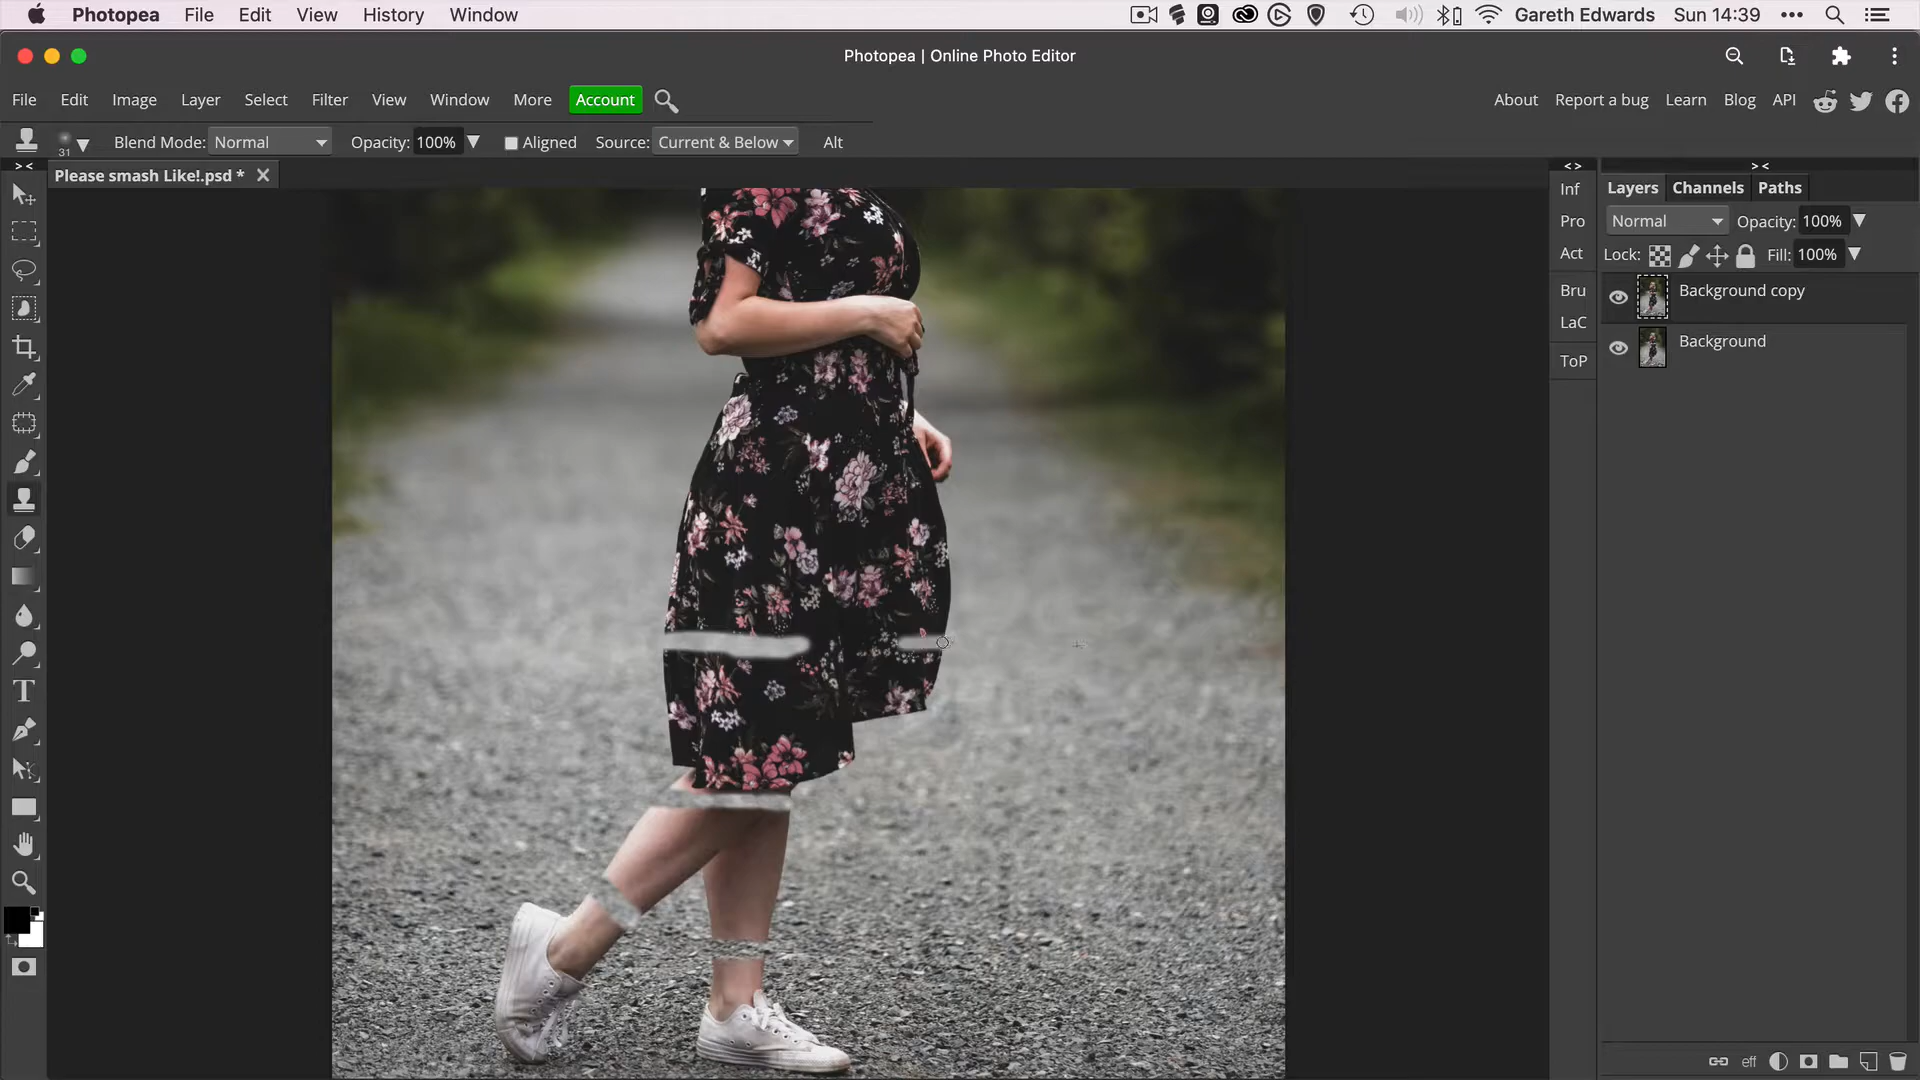 Photopea File Edit View History Window Gareth Edwards Sun 14:39
Photopea | Online Photo Editor
File Edit Image Layer Select Filter View Window More Account About Report a bug Learn Blog API
31 Blend Mode: Normal Opacity: 100% Aligned Source: Current & Below Alt
> < Please smash Like!.psd * < > > <
Inf Layers Channels Paths
Pro Normal Opacity: 100%
Act Lock: Fill: 100%
Bru Background copy
LaC Background
ToP
T
eff